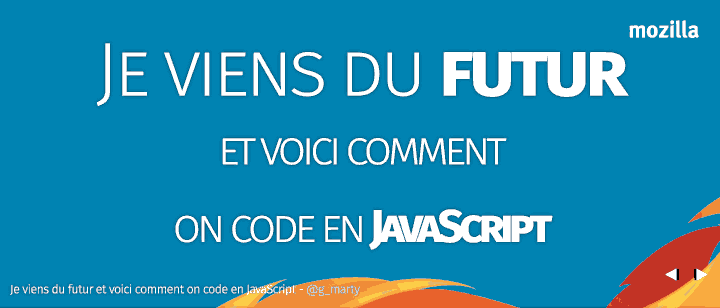 mozilla
Je viens du futur
et voici comment
on code en JavaScript
Je viens du futur et voici comment on code en JavaScript - @g_marty